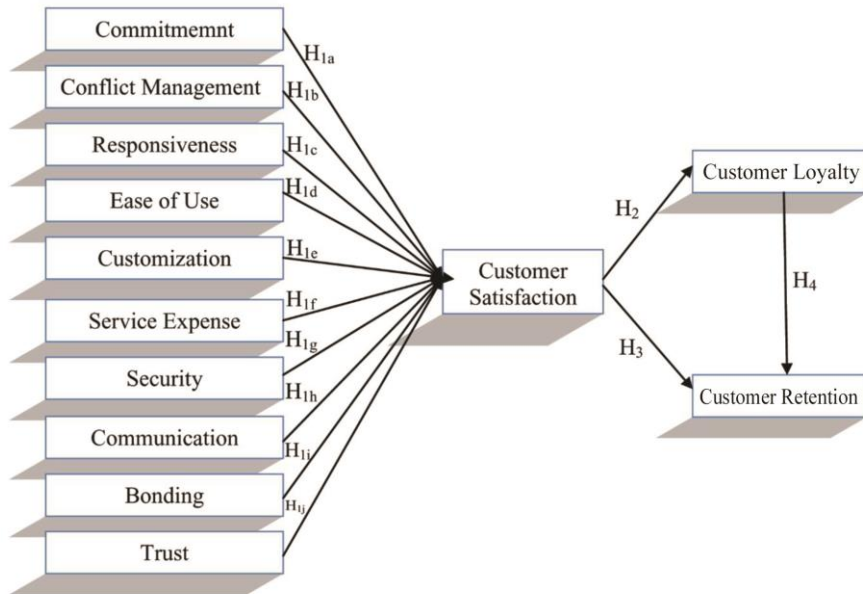 Commitmemnt
H1a
Conflict Management
H1b
Responsiveness
H1c
Ease of Use
H1d
Customization
H1e
Service Expense
H1f
Security
H1g
Communication
H1h
Bonding
H1i
Trust
H1j
Customer
Satisfaction
H2
H3
Customer Loyalty
H4
Customer Retention